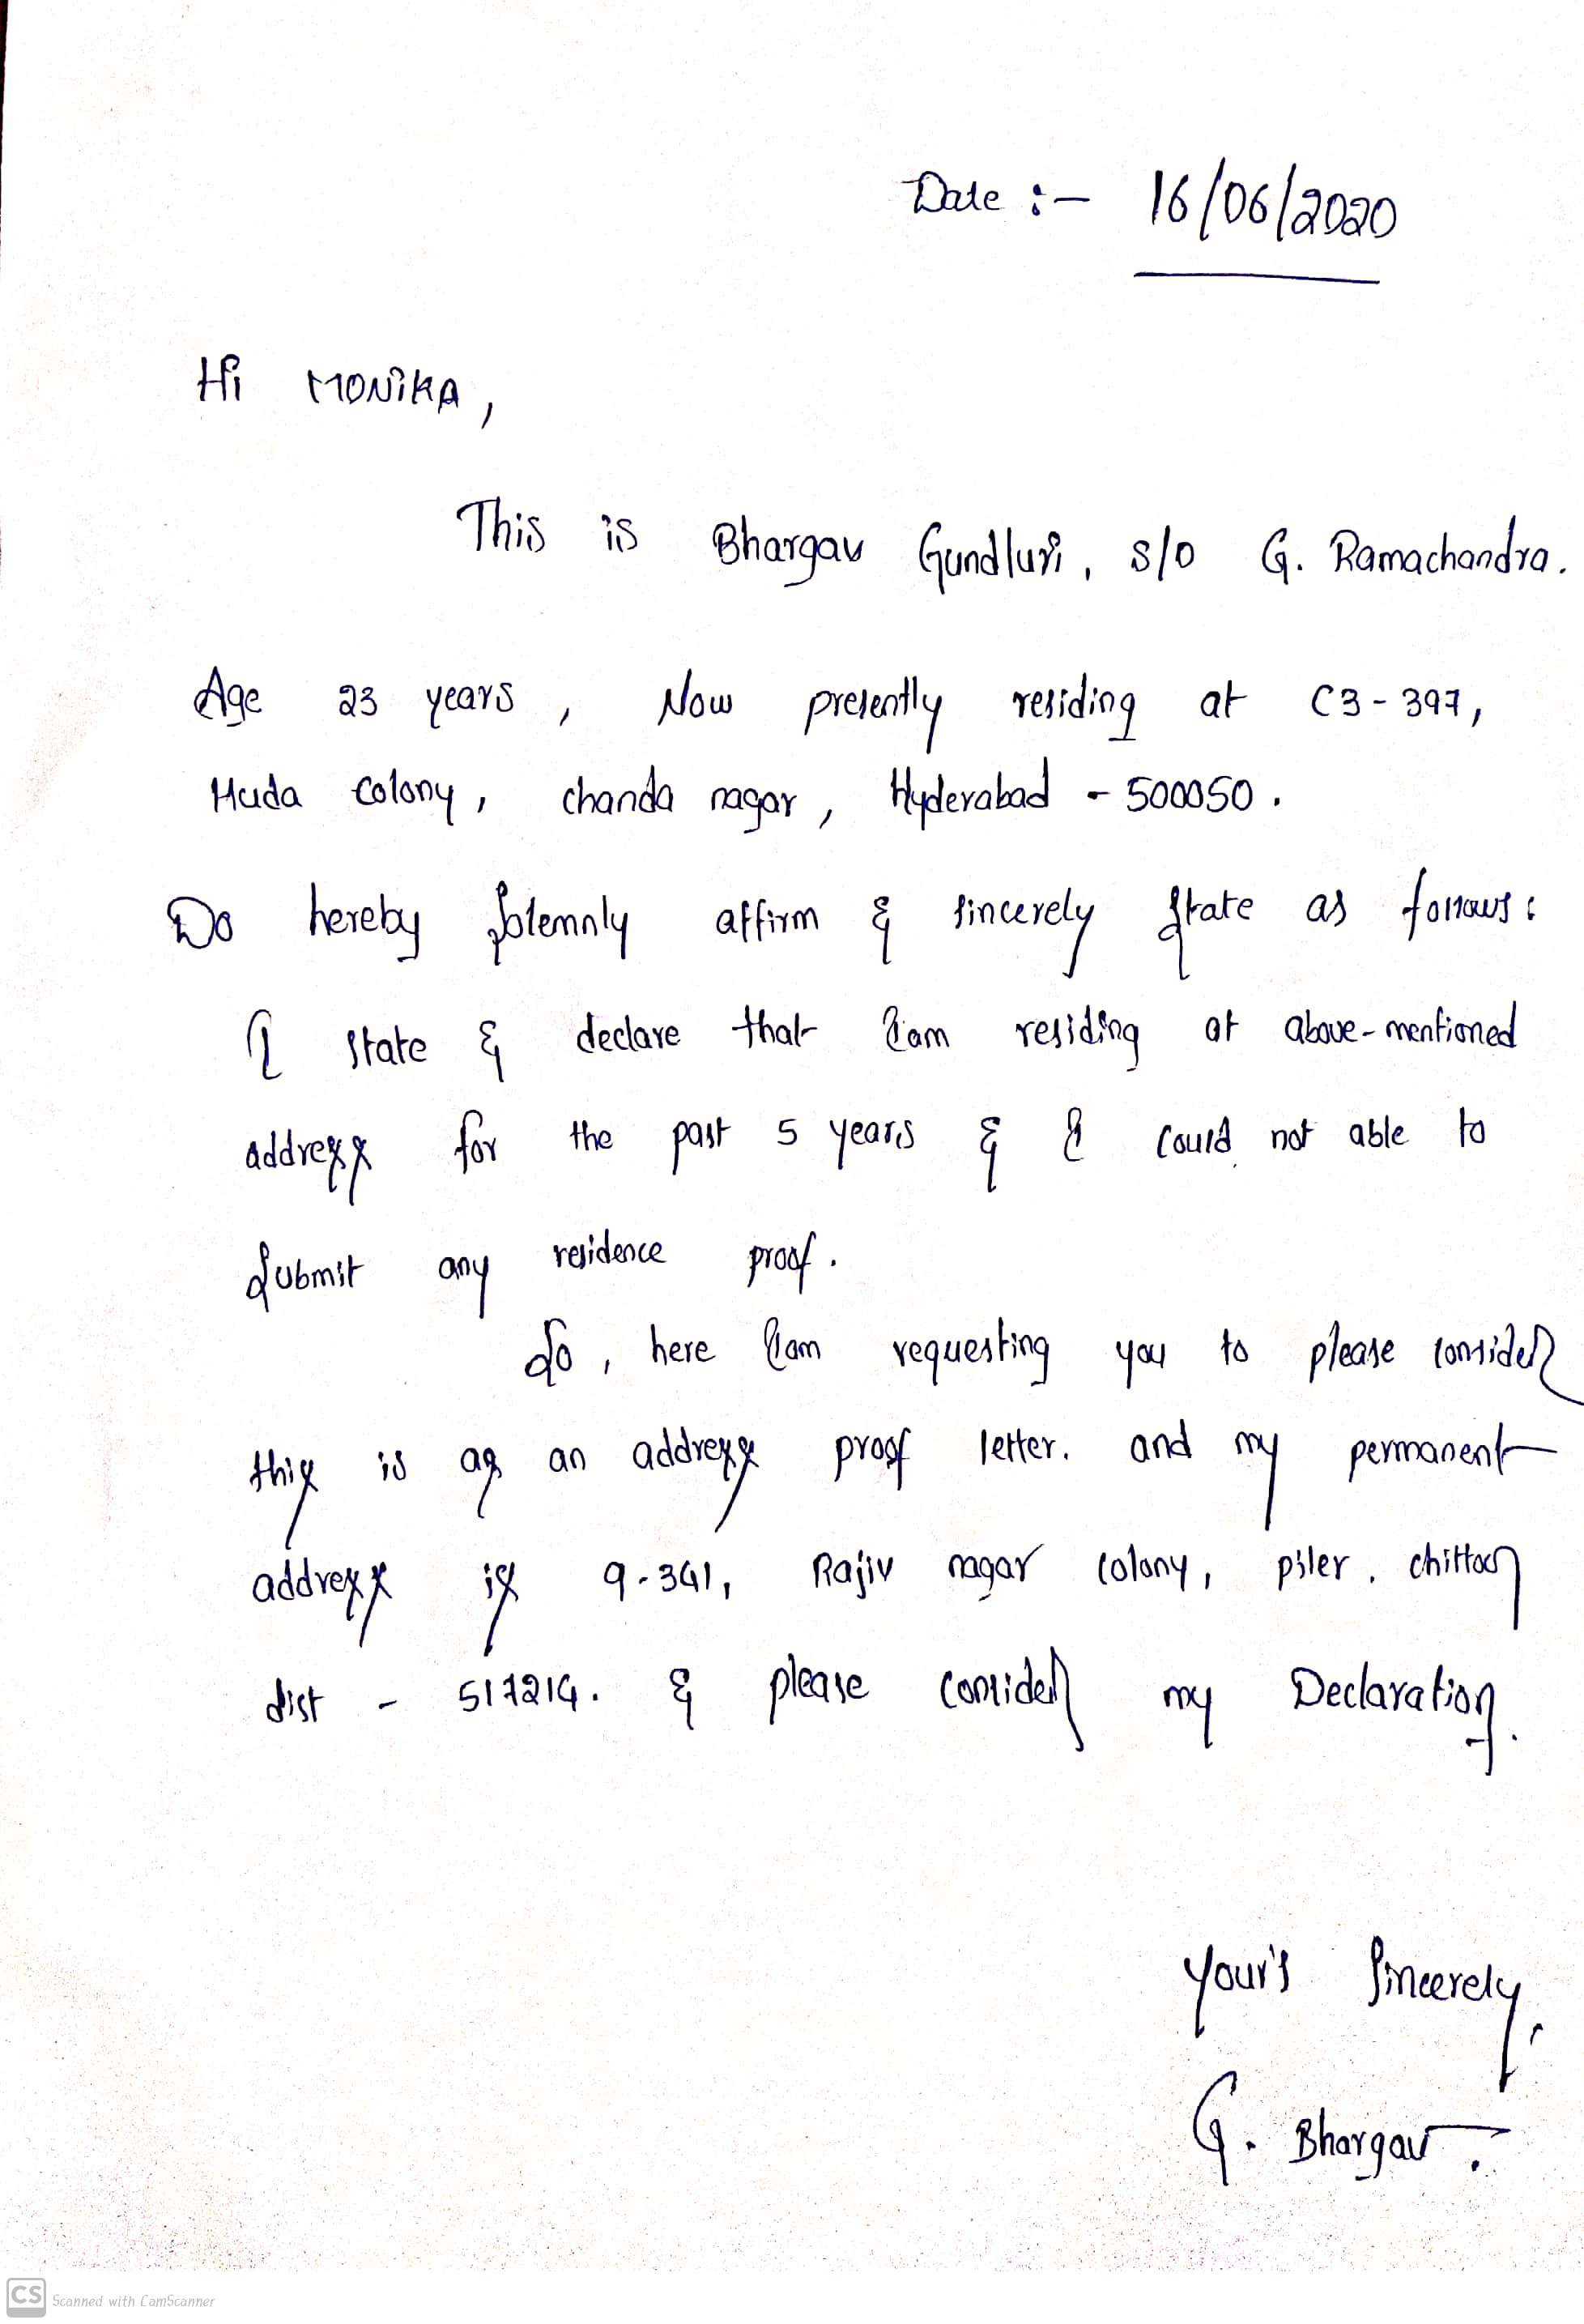 Date :- 16/06/2020
Hi MONiKA,
This is Bhargav Gundluri, s/o G. Ramachandra.
Age 23 years, Now presently residing at C3-397,
Huda colony, chanda nagar, Hyderabad - 500050.
Do hereby solemnly affirm & sincerely state as follows:
I state & declare that Iam residing at above-mentioned
address for the past 5 years & I could not able to
submit any residence proof.
So, here Iam requesting you to please consider
this is as an address proof letter. and my permanent
address is 9-341, Rajiv nagar colony, piler, chittoor
dist - 517214. & please consider my Declaration.
your's Sincerely,
G. Bhargav.
CS Scanned with CamScanner